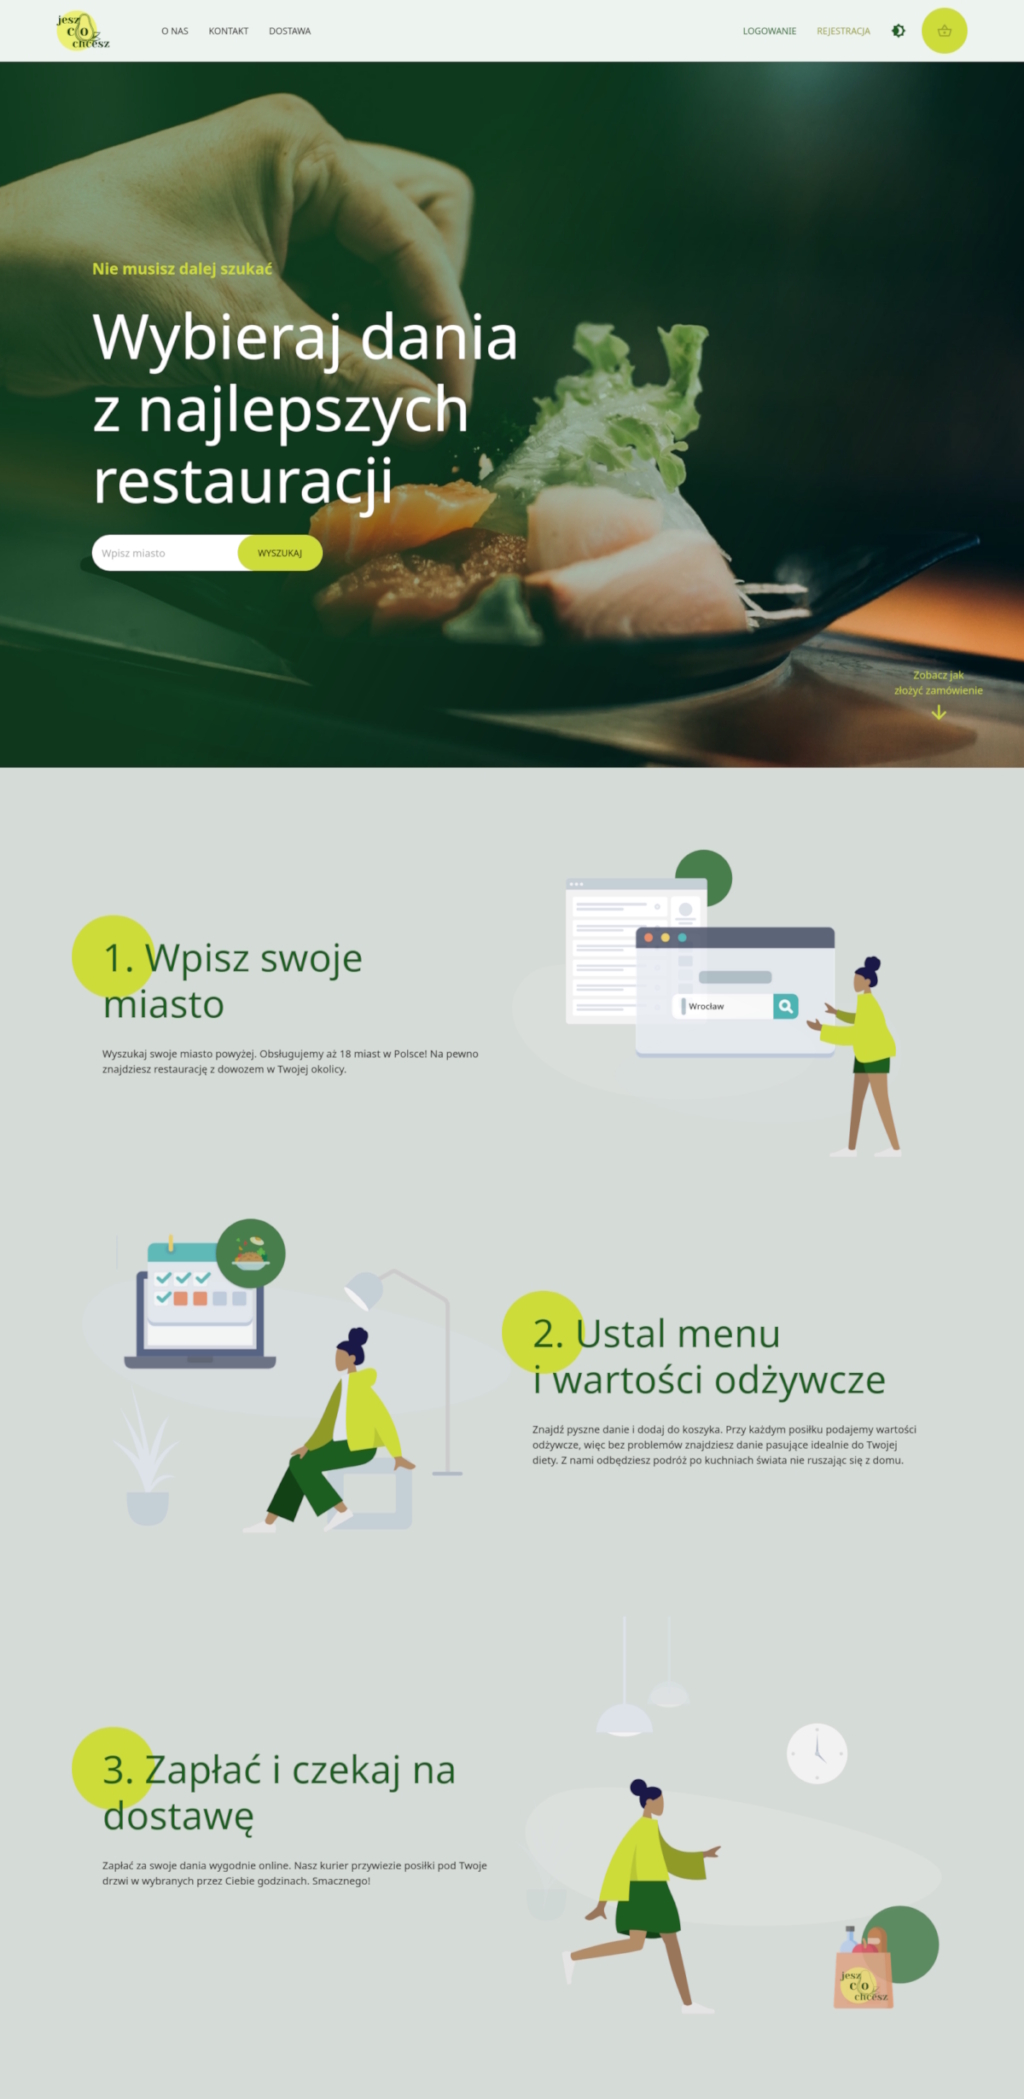 jesz
co
chcesz
O NAS
KONTAKT
DOSTAWA
LOGOWANIE
REJESTRACJA
Nie musisz dalej szukać
Wybieraj dania
z najlepszych
restauracji
Wpisz miasto
WYSZUKAJ
Zobacz jak
złożyć zamówienie
1. Wpisz swoje
miasto
Wyszukaj swoje miasto powyżej. Obsługujemy aż 18 miast w Polsce! Na pewno
znajdziesz restaurację z dowozem w Twojej okolicy.
Wrocław
2. Ustal menu
i wartości odżywcze
Znajdź pyszne danie i dodaj do koszyka. Przy każdym posiłku podajemy wartości
odżywcze, więc bez problemów znajdziesz danie pasujące idealnie do Twojej
diety. Z nami odbędziesz podróż po kuchniach świata nie ruszając się z domu.
3. Zapłać i czekaj na
dostawę
Zapłać za swoje dania wygodnie online. Nasz kurier przywiezie posiłki pod Twoje
drzwi w wybranych przez Ciebie godzinach. Smacznego!
jesz
co
chcesz